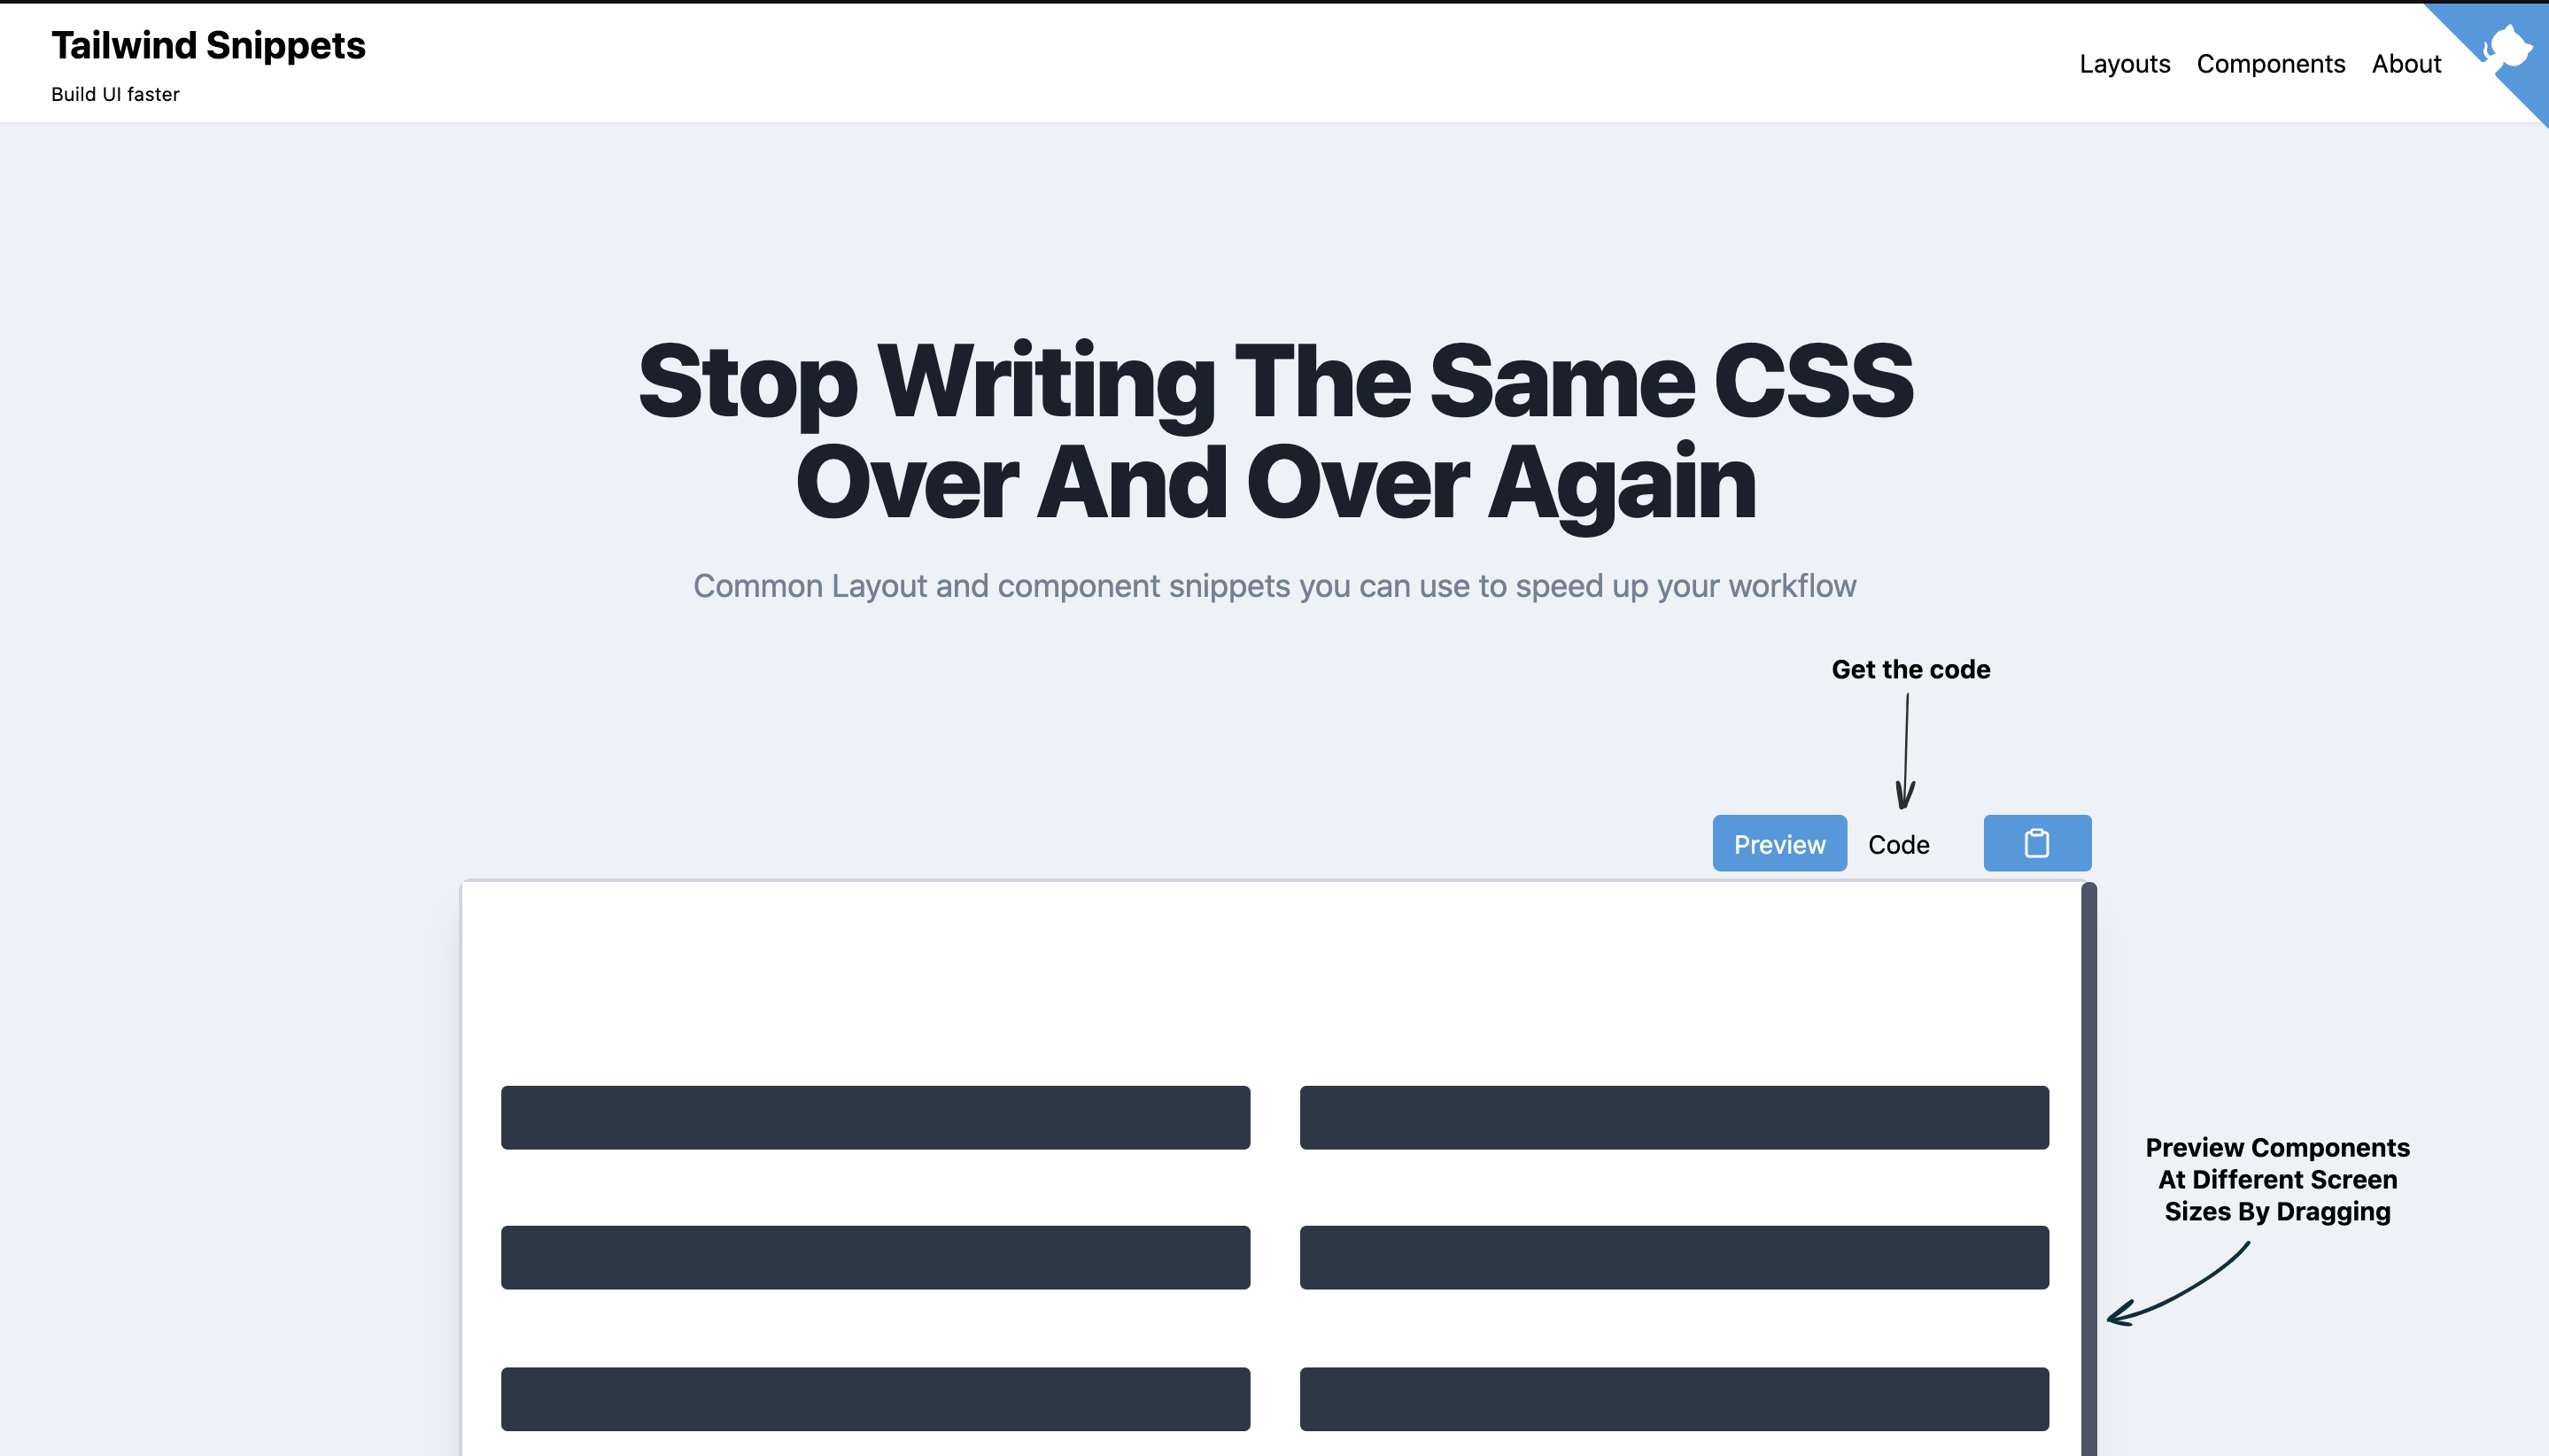 Tailwind Snippets
Build UI faster
Layouts Components About
Stop Writing The Same CSS
Over And Over Again
Common Layout and component snippets you can use to speed up your workflow
Get the code
Preview Code
Preview Components
At Different Screen
Sizes By Dragging